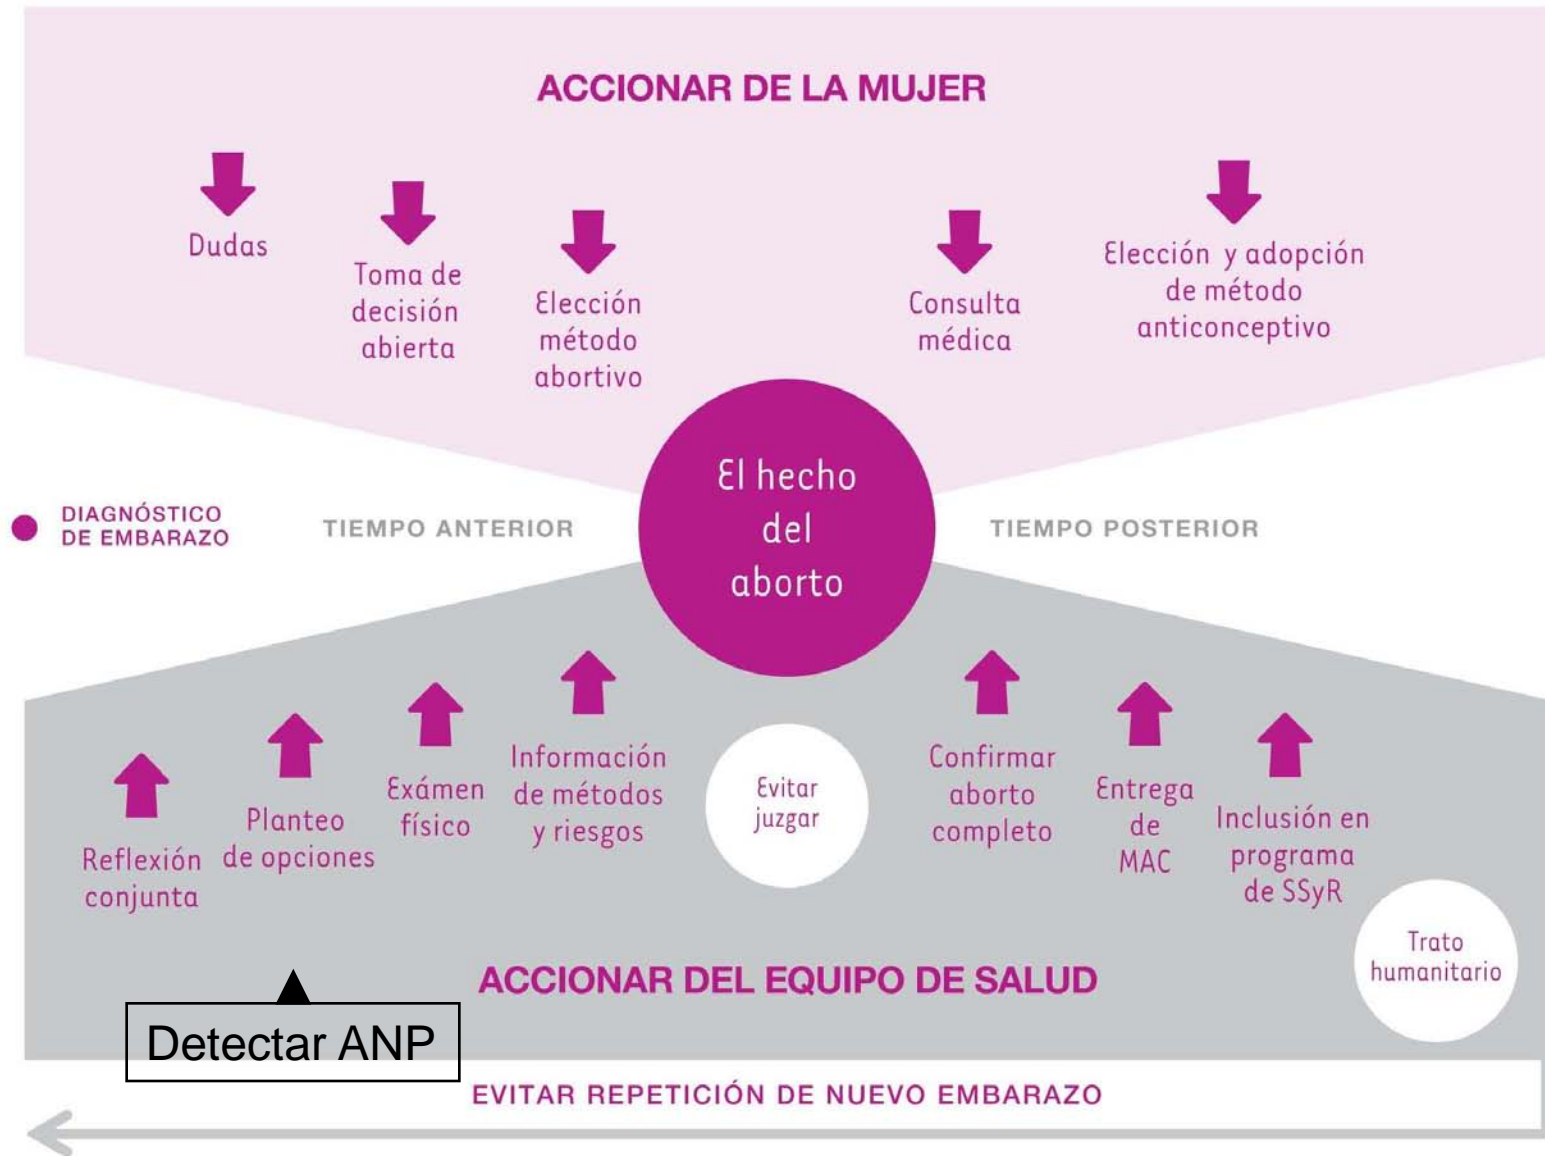 ACCIONAR DE LA MUJER
Dudas
Toma de
decisión
abierta
Elección
método
abortivo
Consulta
médica
Elección y adopción
de método
anticonceptivo
DIAGNÓSTICO
DE EMBARAZO
TIEMPO ANTERIOR
El hecho
del
aborto
TIEMPO POSTERIOR
Reflexión
conjunta
Planteo
de opciones
Exámen
físico
Información
de métodos
y riesgos
Evitar
juzgar
Confirmar
aborto
completo
Entrega
de
MAC
Inclusión en
programa
de SSyR
Trato
humanitario
ACCIONAR DEL EQUIPO DE SALUD
Detectar ANP
EVITAR REPETICIÓN DE NUEVO EMBARAZO